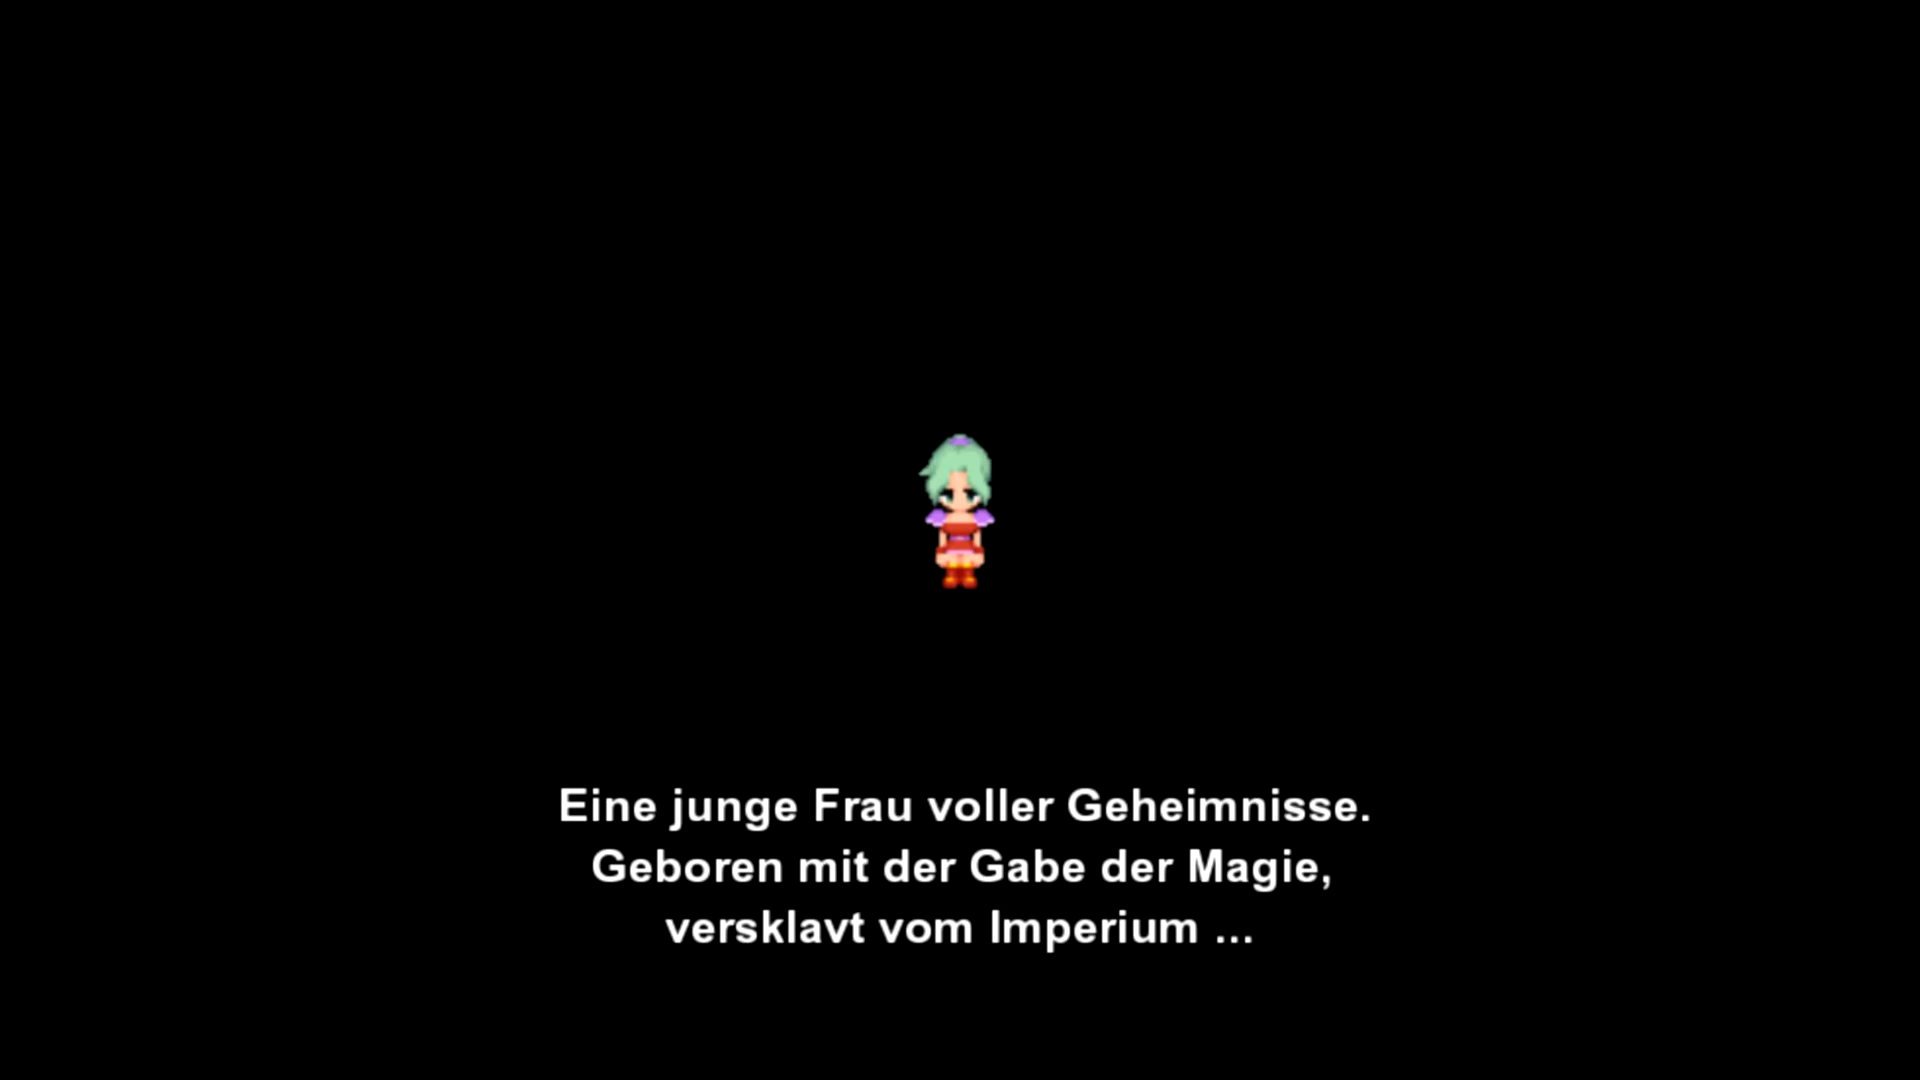 Eine junge Frau voller Geheimnisse.
Geboren mit der Gabe der Magie,
versklavt vom Imperium ...